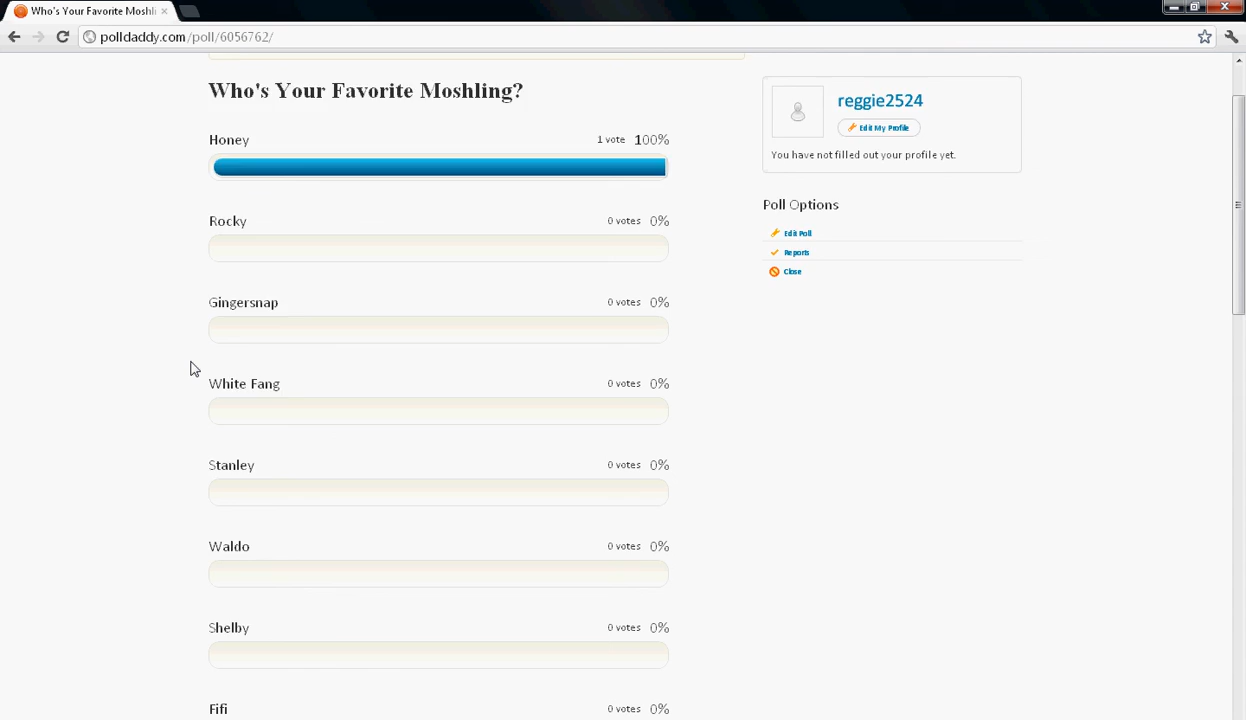 Who's Your Favorite Moshli
polldaddy.com/poll/6056762/
Who's Your Favorite Moshling?
Honey 1 vote 100%
Rocky 0 votes 0%
Gingersnap 0 votes 0%
White Fang 0 votes 0%
Stanley 0 votes 0%
Waldo 0 votes 0%
Shelby 0 votes 0%
Fifi 0 votes 0%
reggie2524
Edit My Profile
You have not filled out your profile yet.
Poll Options
Edit Poll
Reports
Close